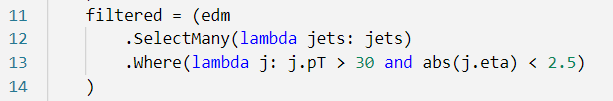 11 filtered = (edm
12 .SelectMany(lambda jets: jets)
13 .Where(lambda j: j.pT > 30 and abs(j.eta) < 2.5)
14 )